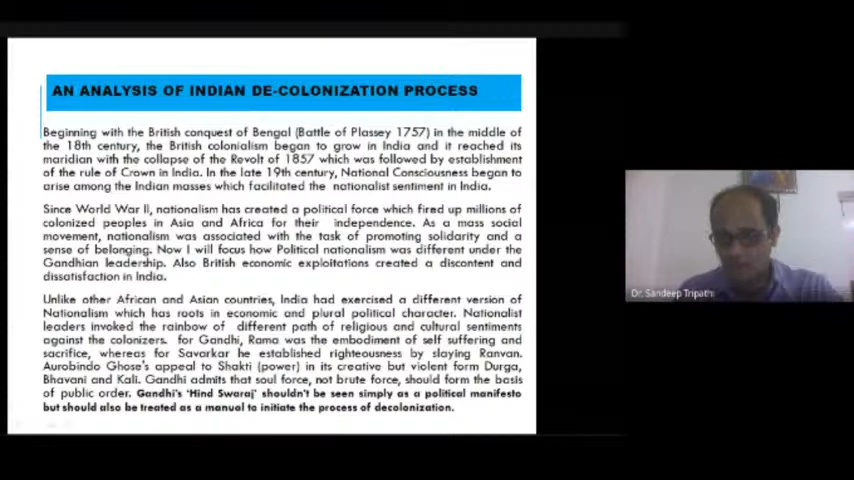 AN ANALYSIS OF INDIAN DE-COLONIZATION PROCESS
Beginning with the British conquest of Bengal (Battle of Plassey 1757) in the middle of
the 18th century, the British colonialism began to grow in India and it reached its
maridian with the collapse of the Revolt of 1857 which was followed by establishment
of the rule of Crown in India. In the late 19th century, National Consciousness began to
arise among the Indian masses which facilitated the nationalist sentiment in India.
Since World War II, nationalism has created a political force which fired up millions of
colonized peoples in Asia and Africa for their independence. As a mass social
movement, nationalism was associated with the task of promoting solidarity and a
sense of belonging. Now I will focus how Political nationalism was different under the
Gandhian leadership. Also British economic exploitations created a discontent and
dissatisfaction in India.
Unlike other African and Asian countries, India had exercised a different version of
Nationalism which has roots in economic and plural political character. Nationalist
leaders invoked the rainbow of different path of religious and cultural sentiments
against the colonizers. for Gandhi, Rama was the embodiment of self suffering and
sacrifice, whereas for Savarkar he established righteousness by slaying Ranvan.
Aurobindo Ghose's appeal to Shakti (power) in its creative but violent form Durga,
Bhavani and Kali. Gandhi admits that soul force, not brute force, should form the basis
of public order. Gandhi's 'Hind Swaraj' shouldn't be seen simply as a political manifesto
but should also be treated as a manual to initiate the process of decolonization.
Dr. Sandeep Tripathi